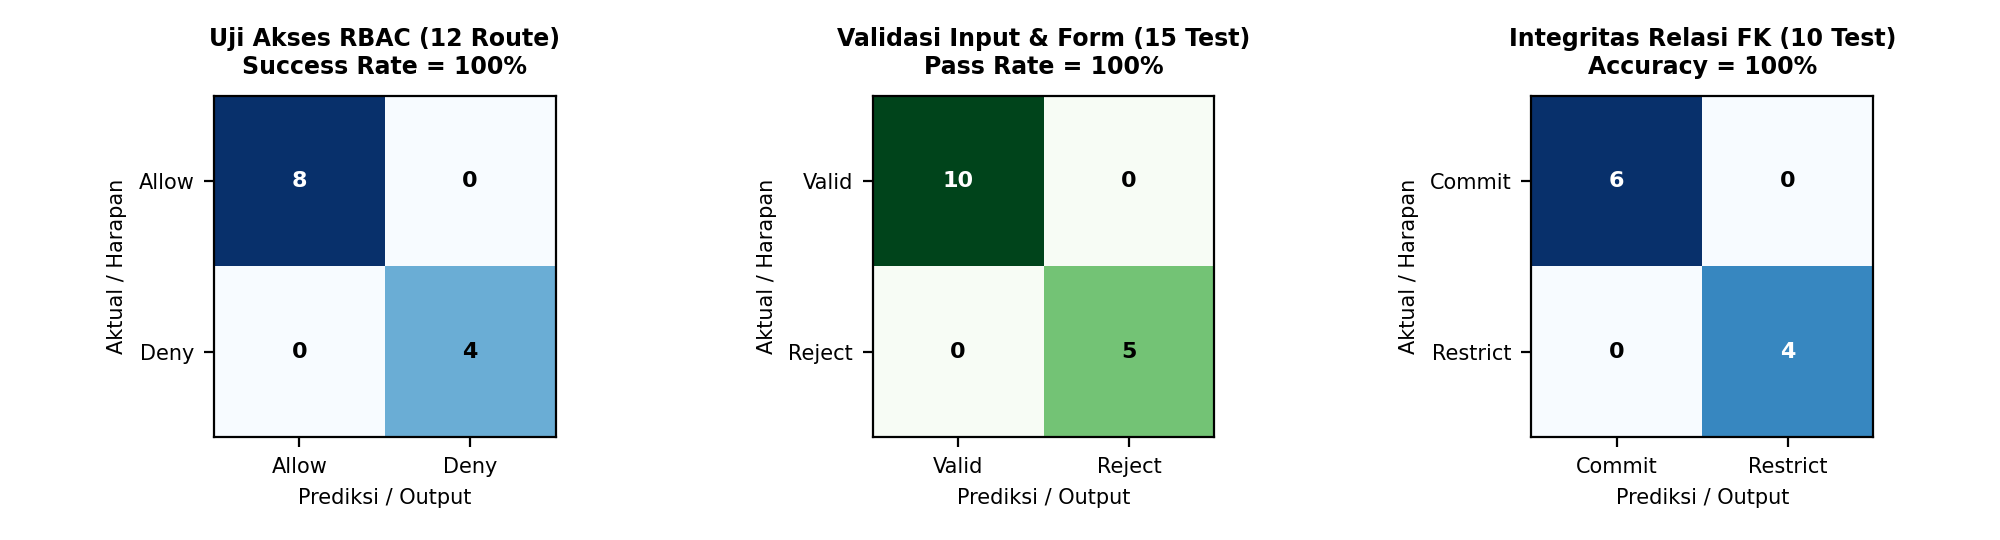 Uji Akses RBAC (12 Route)
Success Rate = 100%
Aktual / Harapan
Allow
8
0
Deny
0
4
Allow
Deny
Prediksi / Output
Validasi Input & Form (15 Test)
Pass Rate = 100%
Aktual / Harapan
Valid
10
0
Reject
0
5
Valid
Reject
Prediksi / Output
Integritas Relasi FK (10 Test)
Accuracy = 100%
Aktual / Harapan
Commit
6
0
Restrict
0
4
Commit
Restrict
Prediksi / Output